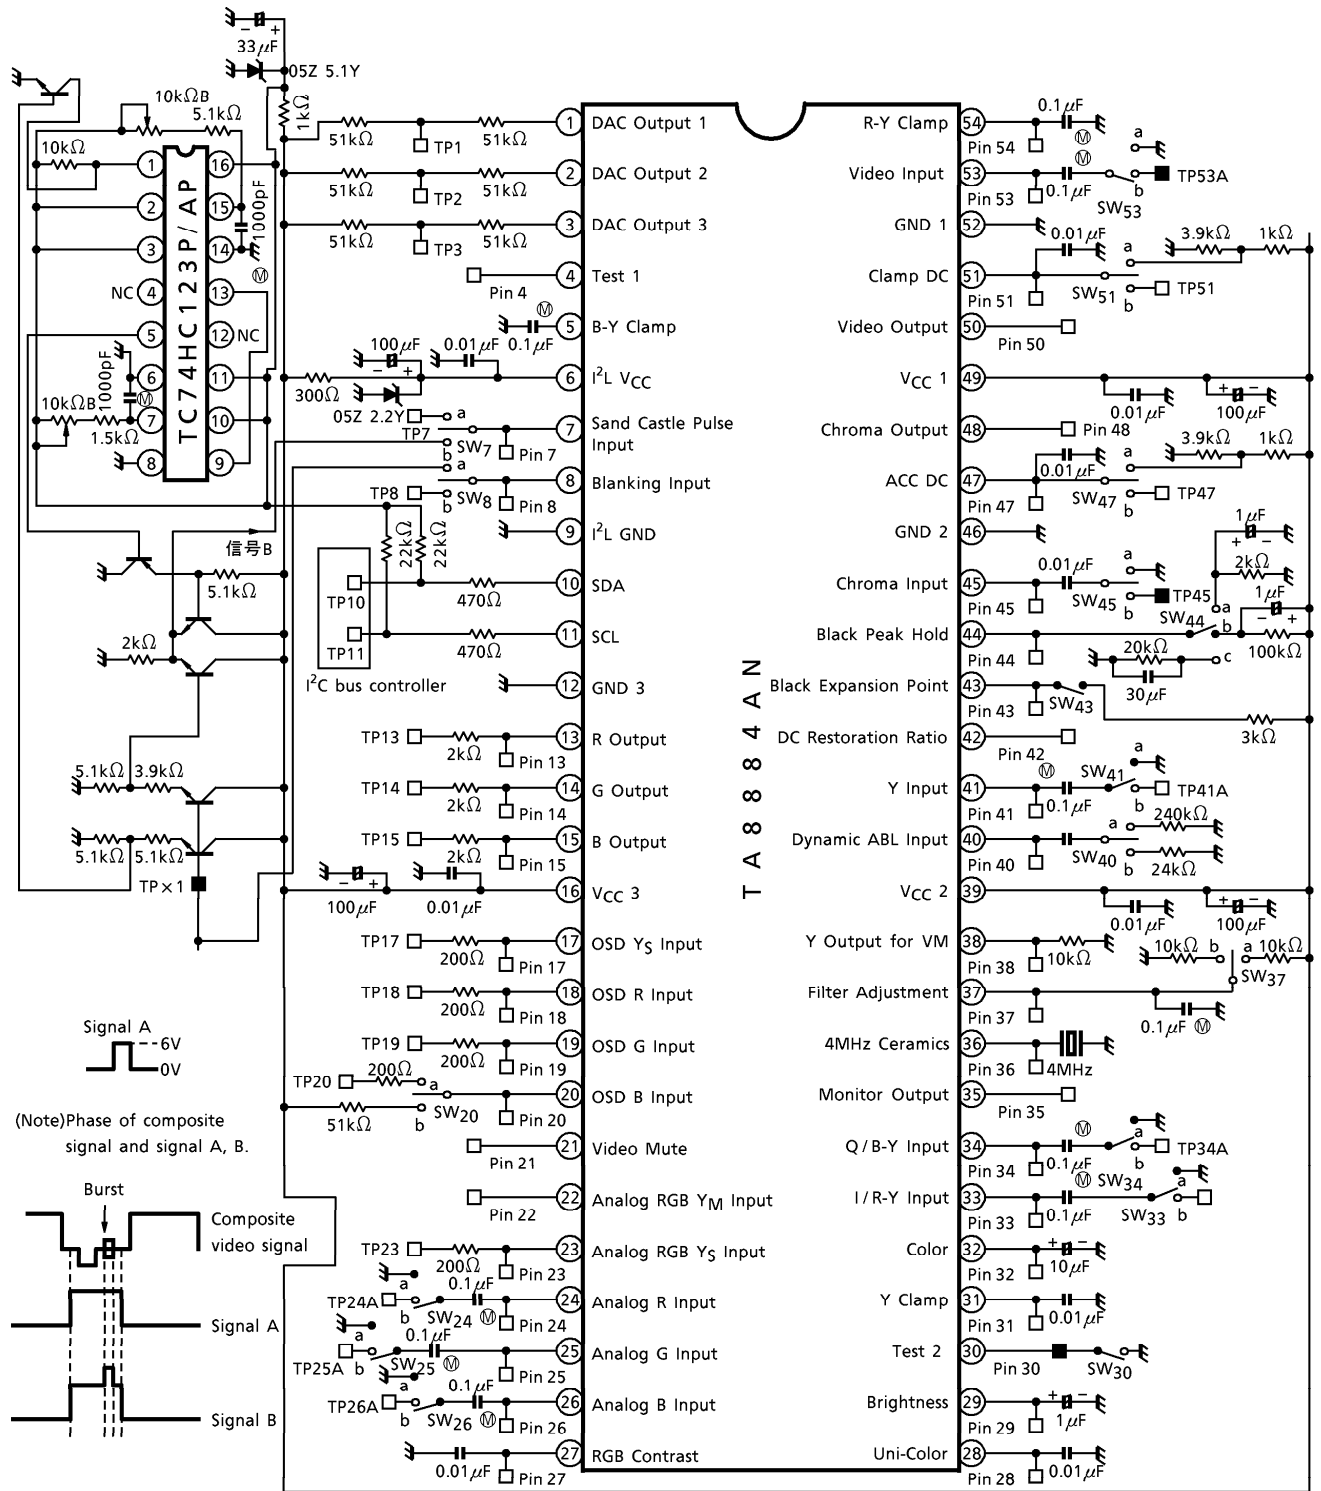 33μF
05Z 5.1Y
1kΩ
10kΩB
5.1kΩ
10kΩ
1
2
3
NC 4
5
6
7
8
16
15
14
13
12 NC
11
10
9
TC74HC123P/AP
1000pF
M
1000pF
M
10kΩB
1.5kΩ
51kΩ
TP1
51kΩ
51kΩ
TP2
51kΩ
51kΩ
TP3
51kΩ
Pin 4
M
0.1μF
100μF
0.01μF
300Ω
05Z 2.2Y
a
TP7
b
SW7
Pin 7
a
TP8
b
SW8
Pin 8
22kΩ
22kΩ
信号B
5.1kΩ
TP10
470Ω
TP11
470Ω
I²C bus controller
2kΩ
5.1kΩ
3.9kΩ
5.1kΩ
5.1kΩ
TP×1
TP13
2kΩ
Pin 13
TP14
2kΩ
Pin 14
TP15
2kΩ
Pin 15
100μF
0.01μF
TP17
200Ω
Pin 17
TP18
200Ω
Pin 18
TP19
200Ω
Pin 19
TP20
200Ω
a
SW20
b
51kΩ
Pin 20
Pin 21
Pin 22
TP23
200Ω
Pin 23
a
0.1μF
TP24A
b
SW24
M
Pin 24
a
0.1μF
TP25A
b
SW25
M
Pin 25
a
0.1μF
TP26A
b
SW26
M
Pin 26
0.01μF
Pin 27
1 DAC Output 1
2 DAC Output 2
3 DAC Output 3
4 Test 1
5 B-Y Clamp
6 I²L VCC
7 Sand Castle Pulse
Input
8 Blanking Input
9 I²L GND
10 SDA
11 SCL
12 GND 3
13 R Output
14 G Output
15 B Output
16 VCC 3
17 OSD YS Input
18 OSD R Input
19 OSD G Input
20 OSD B Input
21 Video Mute
22 Analog RGB YM Input
23 Analog RGB YS Input
24 Analog R Input
25 Analog G Input
26 Analog B Input
27 RGB Contrast
TA8884AN
R-Y Clamp 54
Video Input 53
GND 1 52
Clamp DC 51
Video Output 50
VCC 1 49
Chroma Output 48
ACC DC 47
GND 2 46
Chroma Input 45
Black Peak Hold 44
Black Expansion Point 43
DC Restoration Ratio 42
Y Input 41
Dynamic ABL Input 40
VCC 2 39
Y Output for VM 38
Filter Adjustment 37
4MHz Ceramics 36
Monitor Output 35
Q/B-Y Input 34
I/R-Y Input 33
Color 32
Y Clamp 31
Test 2 30
Brightness 29
Uni-Color 28
0.1μF
M
Pin 54
M
a
0.1μF
b
TP53A
Pin 53
SW53
0.01μF
a
3.9kΩ
1kΩ
Pin 51
SW51
b
TP51
Pin 50
0.01μF
100μF
Pin 48
0.01μF
a
3.9kΩ
1kΩ
Pin 47
SW47
b
TP47
1μF
2kΩ
0.01μF
a
Pin 45
SW45
b
TP45
1μF
SW44
a
b
c
100kΩ
Pin 44
20kΩ
30μF
Pin 43
SW43
3kΩ
Pin 42
M
SW41
a
Pin 41
0.1μF
b
TP41A
a
240kΩ
Pin 40
SW40
b
24kΩ
0.01μF
100μF
Pin 38
10kΩ
10kΩ
b
a
10kΩ
SW37
Pin 37
0.1μF
M
Pin 36
4MHz
Pin 35
M
a
Pin 34
0.1μF
b
TP34A
M
SW34
a
Pin 33
0.1μF
SW33
b
Pin 32
10μF
Pin 31
0.01μF
Pin 30
SW30
Pin 29
1μF
Pin 28
0.01μF
Signal A
6V
0V
(Note)Phase of composite
signal and signal A, B.
Burst
Composite
video signal
Signal A
Signal B